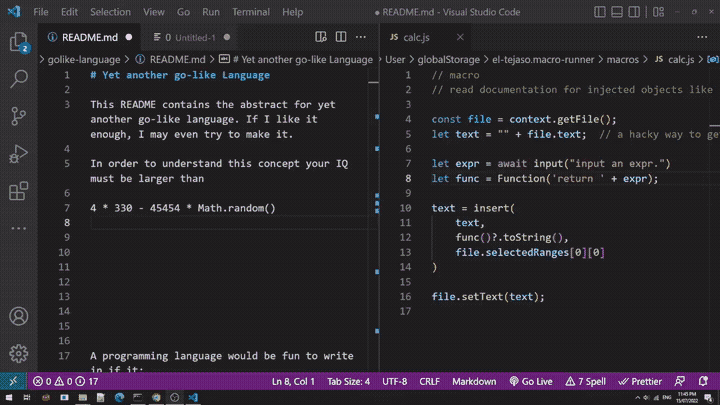 File Edit Selection View Go Run Terminal Help ● README.md - Visual Studio Code
README.md ● Untitled-1 ●
calc.js
golike-language > README.md > # Yet another go-like Language
User > globalStorage > el-tejaso.macro-runner > macros > calc.js >
1 # Yet another go-like Language
2
3 This README contains the abstract for yet
another go-like language. If I like it
enough, I may even try to make it.
4
5 In order to understand this concept your IQ
must be larger than
6
7 4 * 330 - 45454 * Math.random()
8
9
10
11
12
13
14
15
16
17 A programming language would be fun to write
in if it:
1 // macro
2 // read documentation for injected objects like
3
4 const file = context.getFile();
5 let text = "" + file.text; // a hacky way to ge
6
7 let expr = await input("input an expr.")
8 let func = Function('return ' + expr);
9
10 text = insert(
11 text,
12 func()?.toString(),
13 file.selectedRanges[0][0]
14 )
15
16 file.setText(text);
17
2
0 0 17 Ln 8, Col 1 Tab Size: 4 UTF-8 CRLF Markdown Go Live 7 Spell Prettier
ENG 11:45 PM
15/07/2022